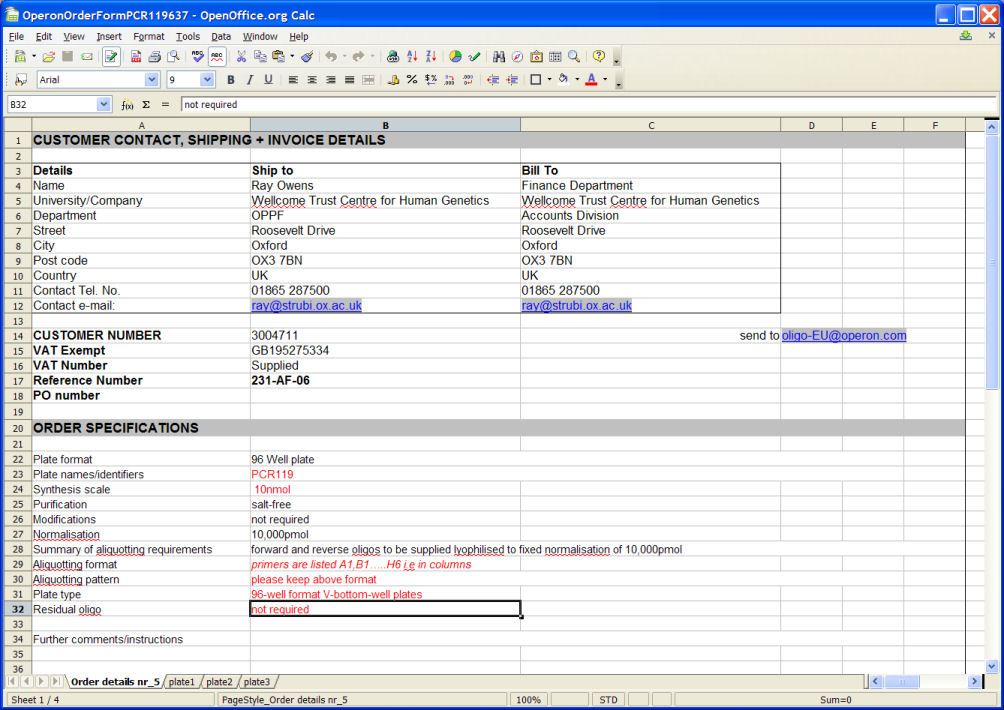 OperonOrderFormPCR119637 - OpenOffice.org Calc
File Edit View Insert Format Tools Data Window Help
Arial 9 B I U
B32 f(x) Σ = not required
A B C D E F
1 CUSTOMER CONTACT, SHIPPING + INVOICE DETAILS
2
3 Details Ship to Bill To
4 Name Ray Owens Finance Department
5 University/Company Wellcome Trust Centre for Human Genetics Wellcome Trust Centre for Human Genetics
6 Department OPPF Accounts Division
7 Street Roosevelt Drive Roosevelt Drive
8 City Oxford Oxford
9 Post code OX3 7BN OX3 7BN
10 Country UK UK
11 Contact Tel. No. 01865 287500 01865 287500
12 Contact e-mail: ray@strubi.ox.ac.uk ray@strubi.ox.ac.uk
13
14 CUSTOMER NUMBER 3004711 send to oligo-EU@operon.com
15 VAT Exempt GB195275334
16 VAT Number Supplied
17 Reference Number 231-AF-06
18 PO number
19
20 ORDER SPECIFICATIONS
21
22 Plate format 96 Well plate
23 Plate names/identifiers PCR119
24 Synthesis scale 10nmol
25 Purification salt-free
26 Modifications not required
27 Normalisation 10,000pmol
28 Summary of aliquotting requirements forward and reverse oligos to be supplied lyophilised to fixed normalisation of 10,000pmol
29 Aliquotting format primers are listed A1,B1…..H6 i.e in columns
30 Aliquotting pattern please keep above format
31 Plate type 96-well format V-bottom-well plates
32 Residual oligo not required
33
34 Further comments/instructions
35
36
Order details nr_5 plate1 plate2 plate3
Sheet 1 / 4 PageStyle_Order details nr_5 100% STD Sum=0